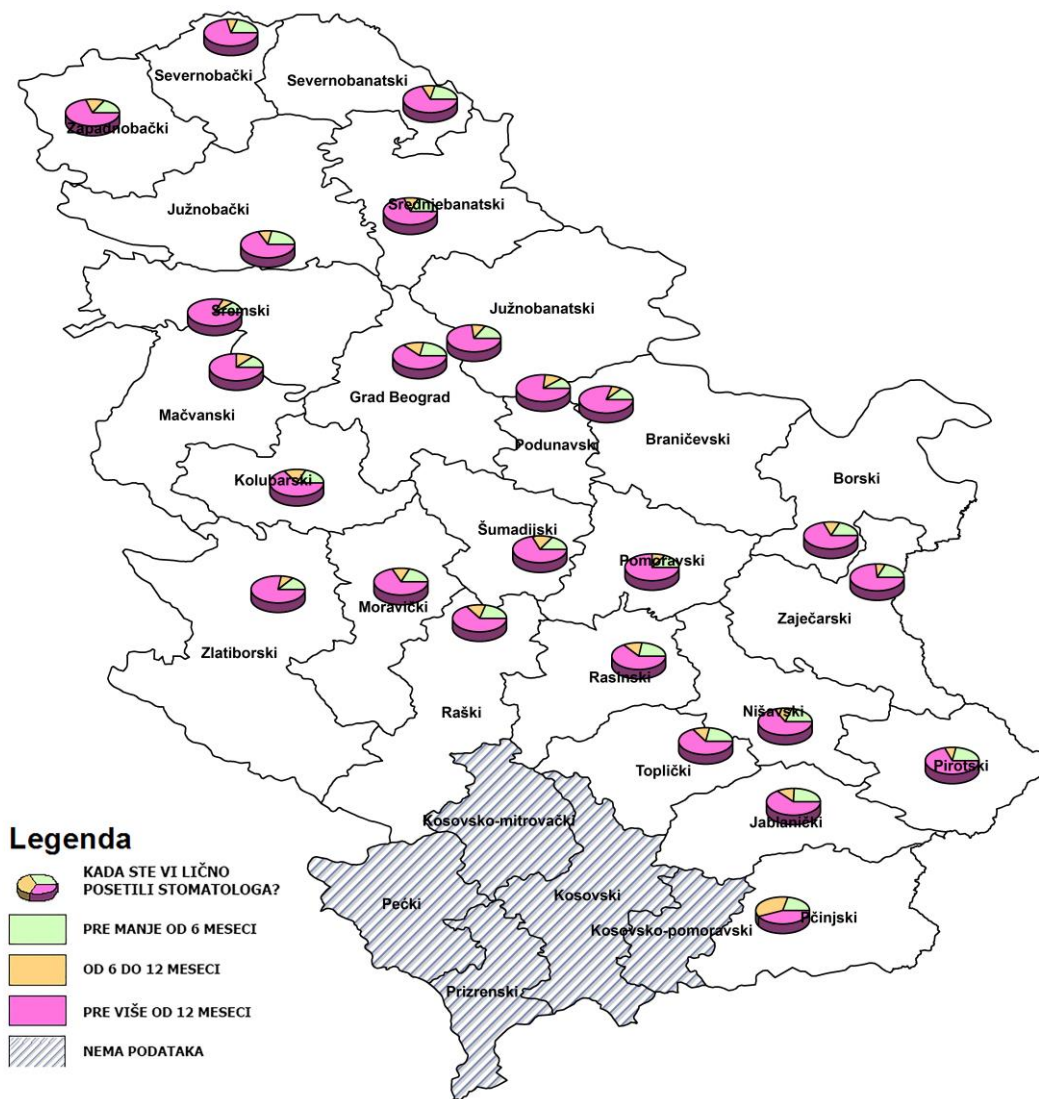 Severnobački
Severnobanatski
Zapadnobački
Južnobački
Srednjebanatski
Sremski
Južnobanatski
Mačvanski
Grad Beograd
Podunavski
Braničevski
Kolubarski
Borski
Šumadijski
Pomoravski
Moravički
Zaječarski
Zlatiborski
Rasinski
Raški
Nišavski
Toplički
Pirotski
Kosovsko-mitrovački
Jablanički
Pećki
Kosovski
Pčinjski
Kosovsko-pomoravski
Prizrenski
Legenda
KADA STE VI LIČNO
POSETILI STOMATOLOGA?
PRE MANJE OD 6 MESECI
OD 6 DO 12 MESECI
PRE VIŠE OD 12 MESECI
NEMA PODATAKA